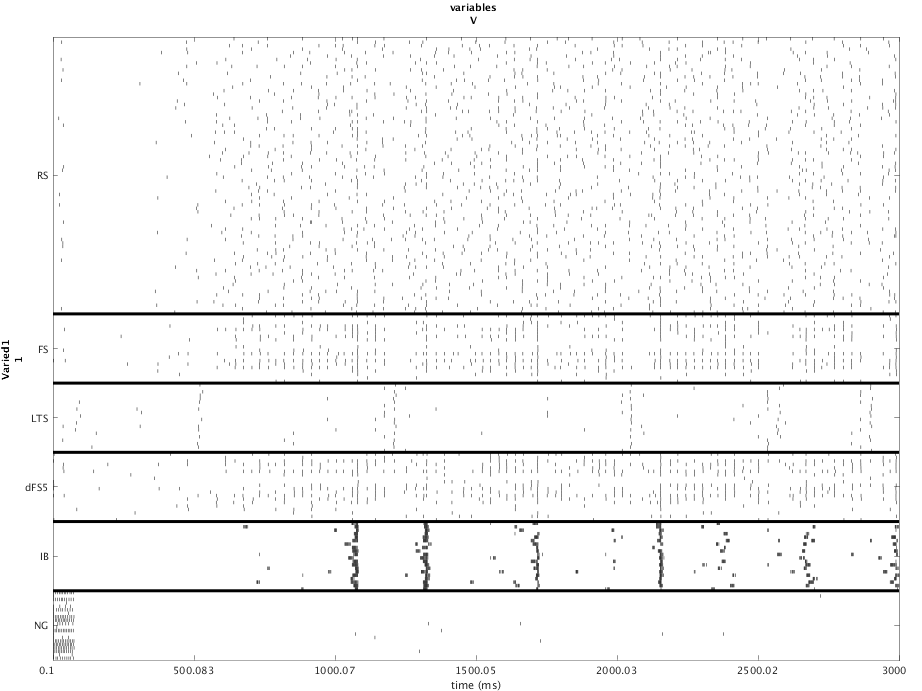 variables
V
RS
FS
LTS
dFS5
IB
NG
Varied1
1
0.1 500.083 1000.07 1500.05 2000.03 2500.02 3000
time (ms)